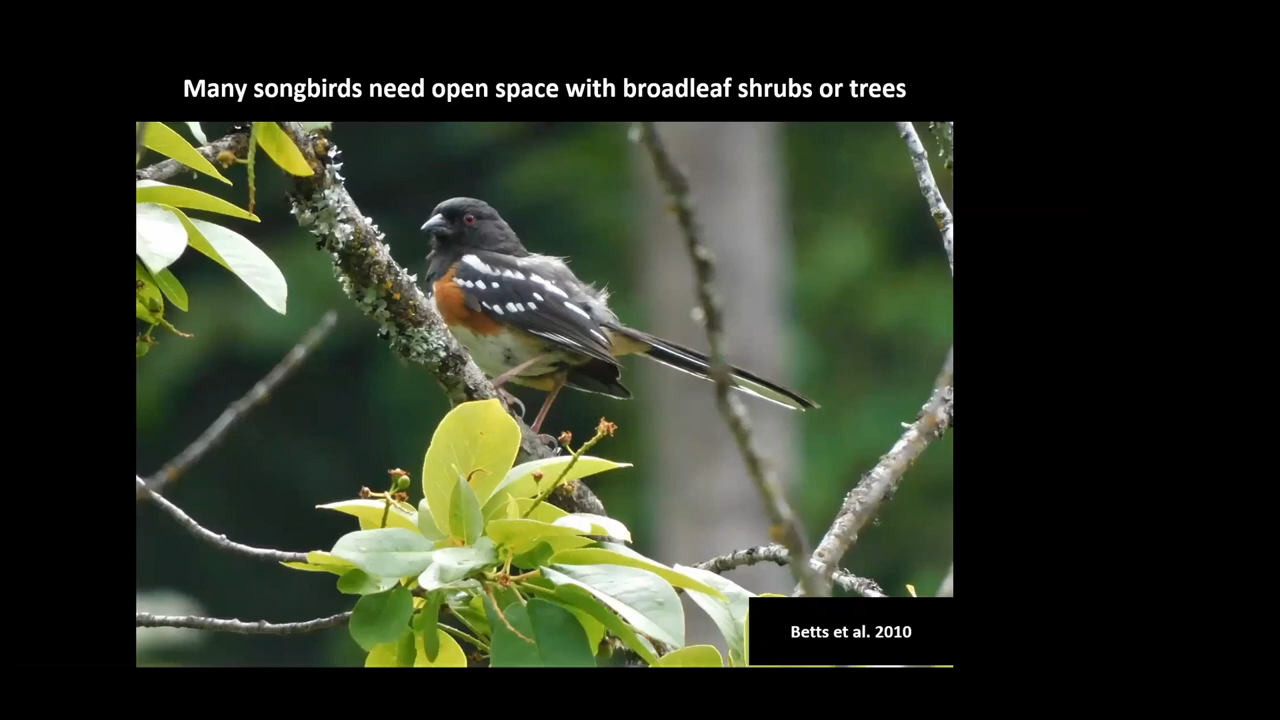 Many songbirds need open space with broadleaf shrubs or trees
Betts et al. 2010